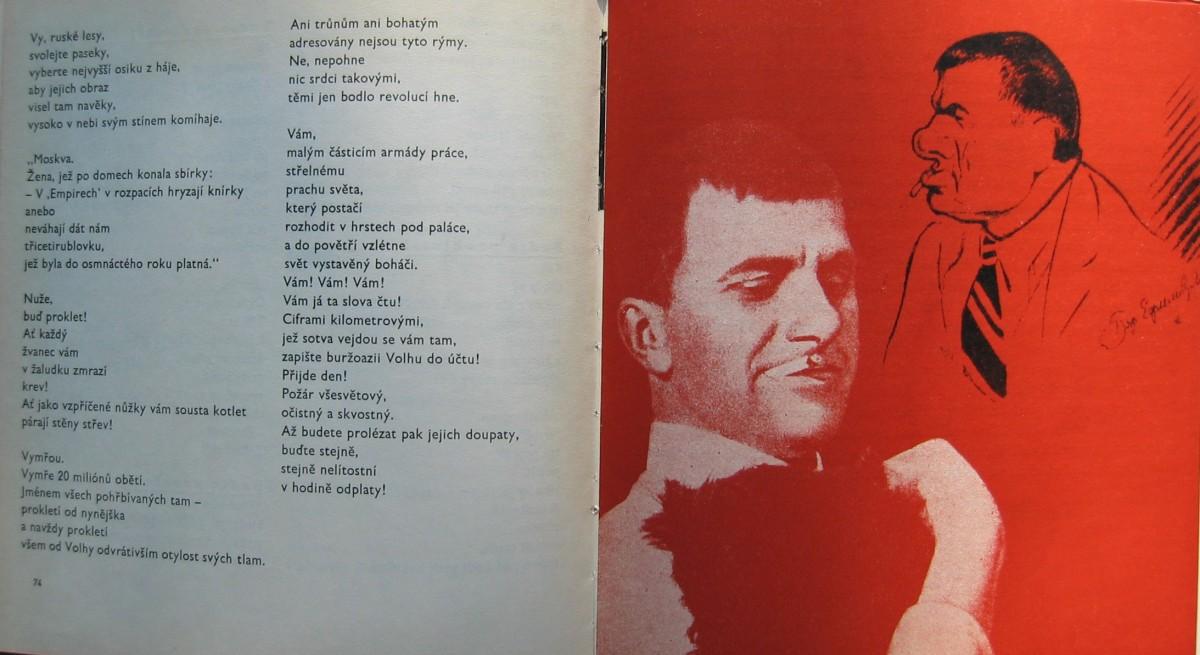 Vy, ruské lesy,
svolejte paseky,
vyberte nejvyšší osiku z háje,
aby jejich obraz
visel tam navěky,
vysoko v nebi svým stínem komíhaje.
„Moskva.
Žena, jež po domech konala sbírky:
– V ‚Empirech‘ v rozpacích hryzají knírky
anebo
neváhají dát nám
třicetirublovku,
jež byla do osmnáctého roku platná.“
Nuže,
buď proklet!
Ať každý
žvanec vám
v žaludku zmrazí
krev!
Ať jako vzpříčené nůžky vám sousta kotlet
párají stěny střev!
Vymřou.
Vymře 20 miliónů obětí.
Jménem všech pohřbívaných tam –
prokletí od nynějška
a navždy prokletí
všem od Volhy odvrátivším otylost svých tlam.
74
Ani trůnům ani bohatým
adresovány nejsou tyto rýmy.
Ne, nepohne
nic srdci takovými,
těmi jen bodlo revolucí hne.
Vám,
malým částicím armády práce,
střelnému
prachu světa,
který postačí
rozhodit v hrstech pod paláce,
a do povětří vzlétne
svět vystavěný boháči.
Vám! Vám! Vám!
Vám já ta slova čtu!
Ciframi kilometrovými,
jež sotva vejdou se vám tam,
zapište buržoazii Volhu do účtu!
Přijde den!
Požár všesvětový,
očistný a skvostný.
Až budete prolézat pak jejich doupaty,
buďte stejně,
stejně nelítostní
v hodině odplaty!